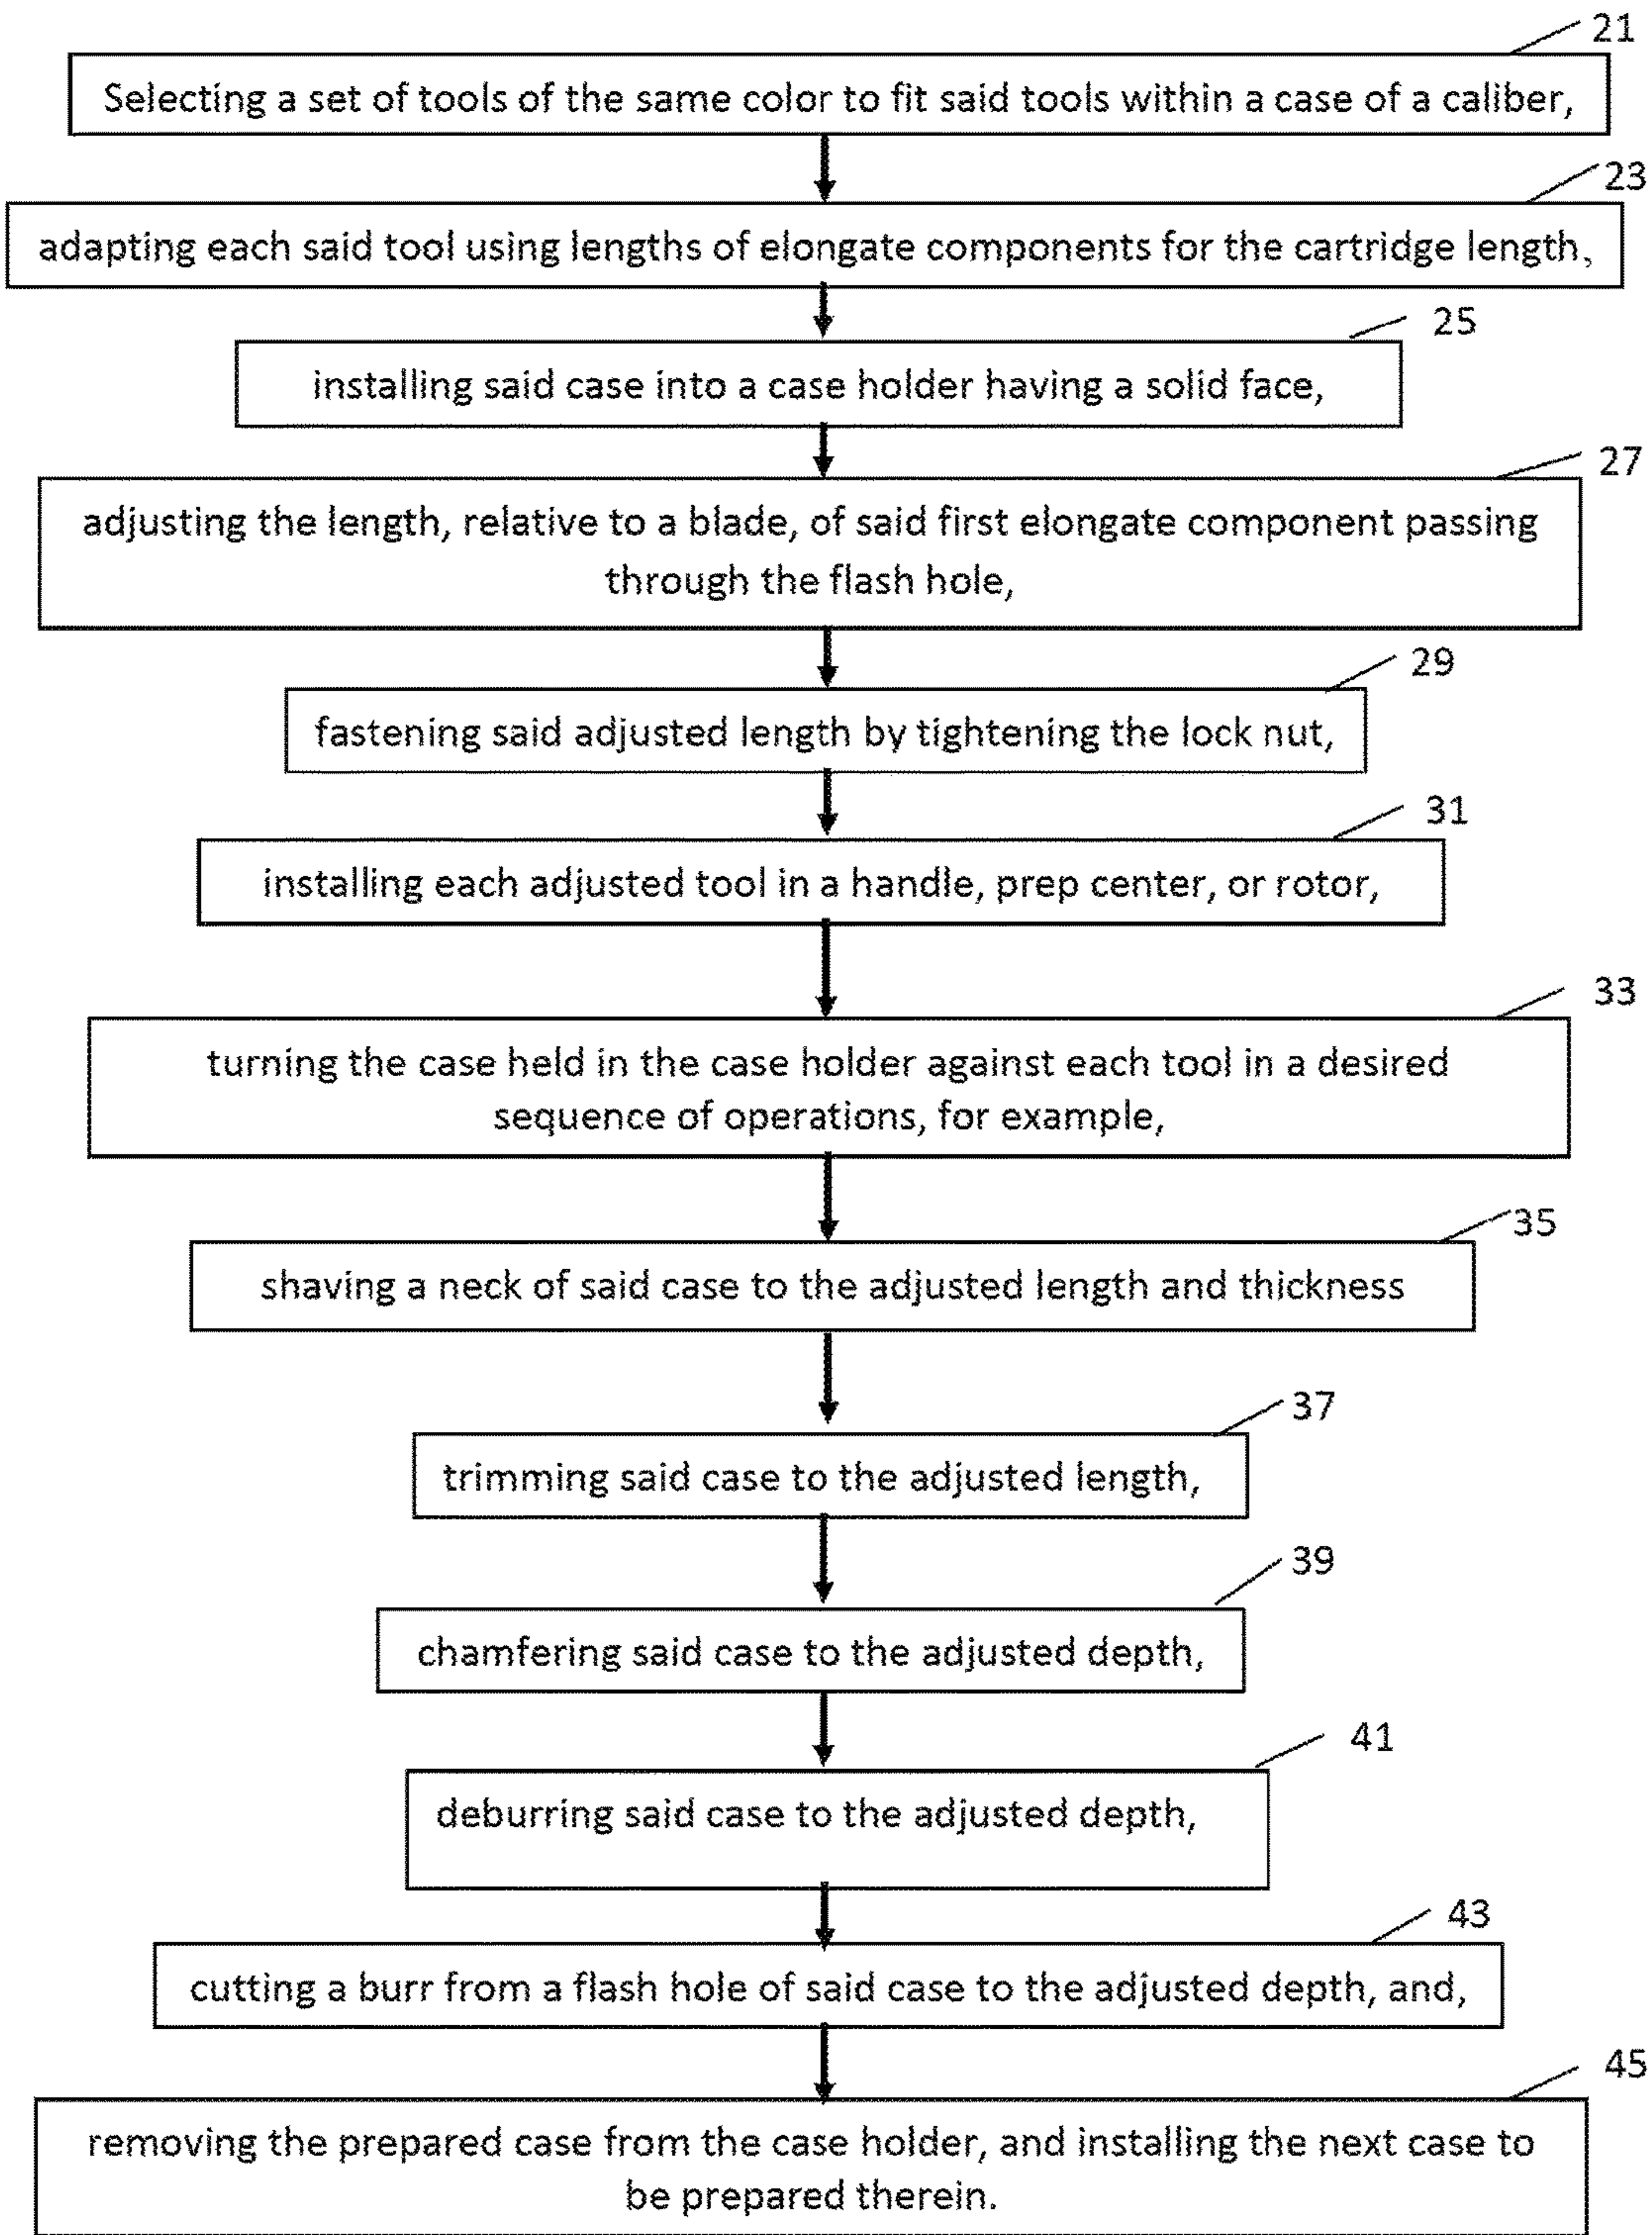 21
Selecting a set of tools of the same color to fit said tools within a case of a caliber,
23
adapting each said tool using lengths of elongate components for the cartridge length,
25
installing said case into a case holder having a solid face,
27
adjusting the length, relative to a blade, of said first elongate component passing
through the flash hole,
29
fastening said adjusted length by tightening the lock nut,
31
installing each adjusted tool in a handle, prep center, or rotor,
33
turning the case held in the case holder against each tool in a desired
sequence of operations, for example,
35
shaving a neck of said case to the adjusted length and thickness
37
trimming said case to the adjusted length,
39
chamfering said case to the adjusted depth,
41
deburring said case to the adjusted depth,
43
cutting a burr from a flash hole of said case to the adjusted depth, and,
45
removing the prepared case from the case holder, and installing the next case to
be prepared therein.